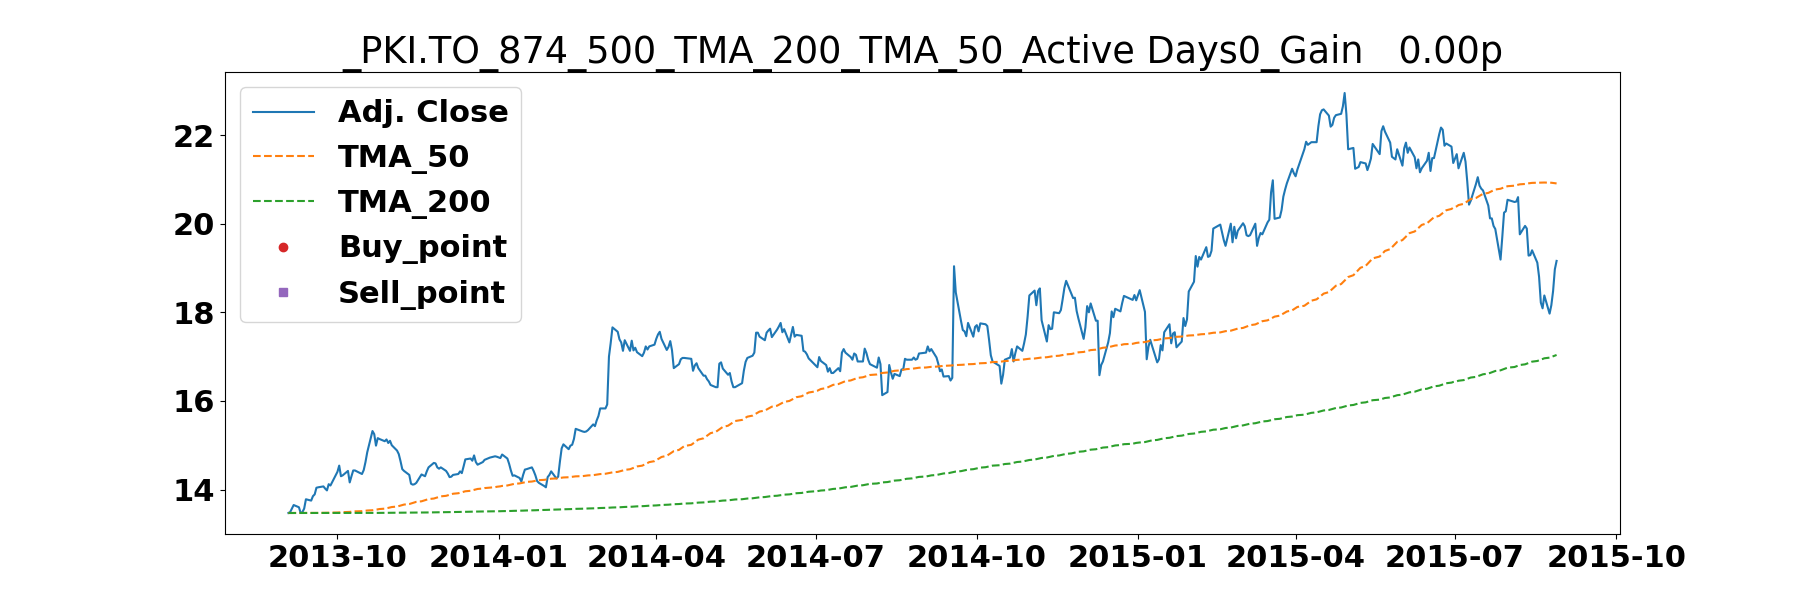 _PKI.TO_874_500_TMA_200_TMA_50_Active Days0_Gain   0.00p
Adj. Close
TMA_50
TMA_200
Buy_point
Sell_point
22
20
18
16
14
2013-10 2014-01 2014-04 2014-07 2014-10 2015-01 2015-04 2015-07 2015-10